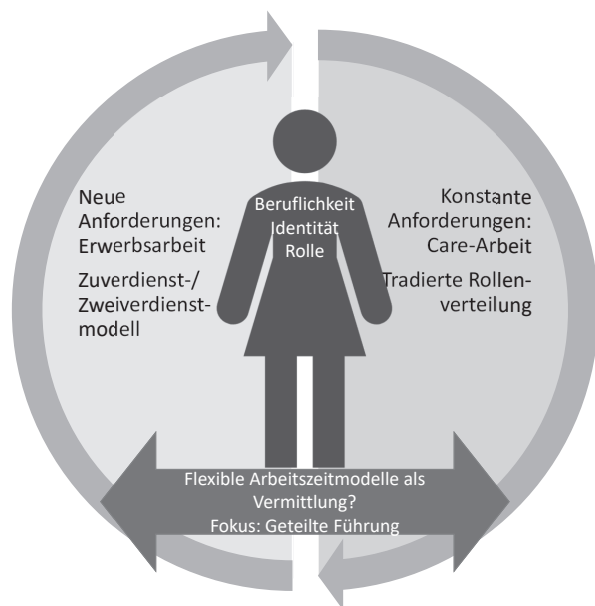 Neue
Anforderungen:
Erwerbsarbeit
Zuverdienst-/
Zweiverdienst-
modell
Beruflichkeit
Identität
Rolle
Konstante
Anforderungen:
Care-Arbeit
Tradierte Rollen-
verteilung
Flexible Arbeitszeitmodelle als
Vermittlung?
Fokus: Geteilte Führung